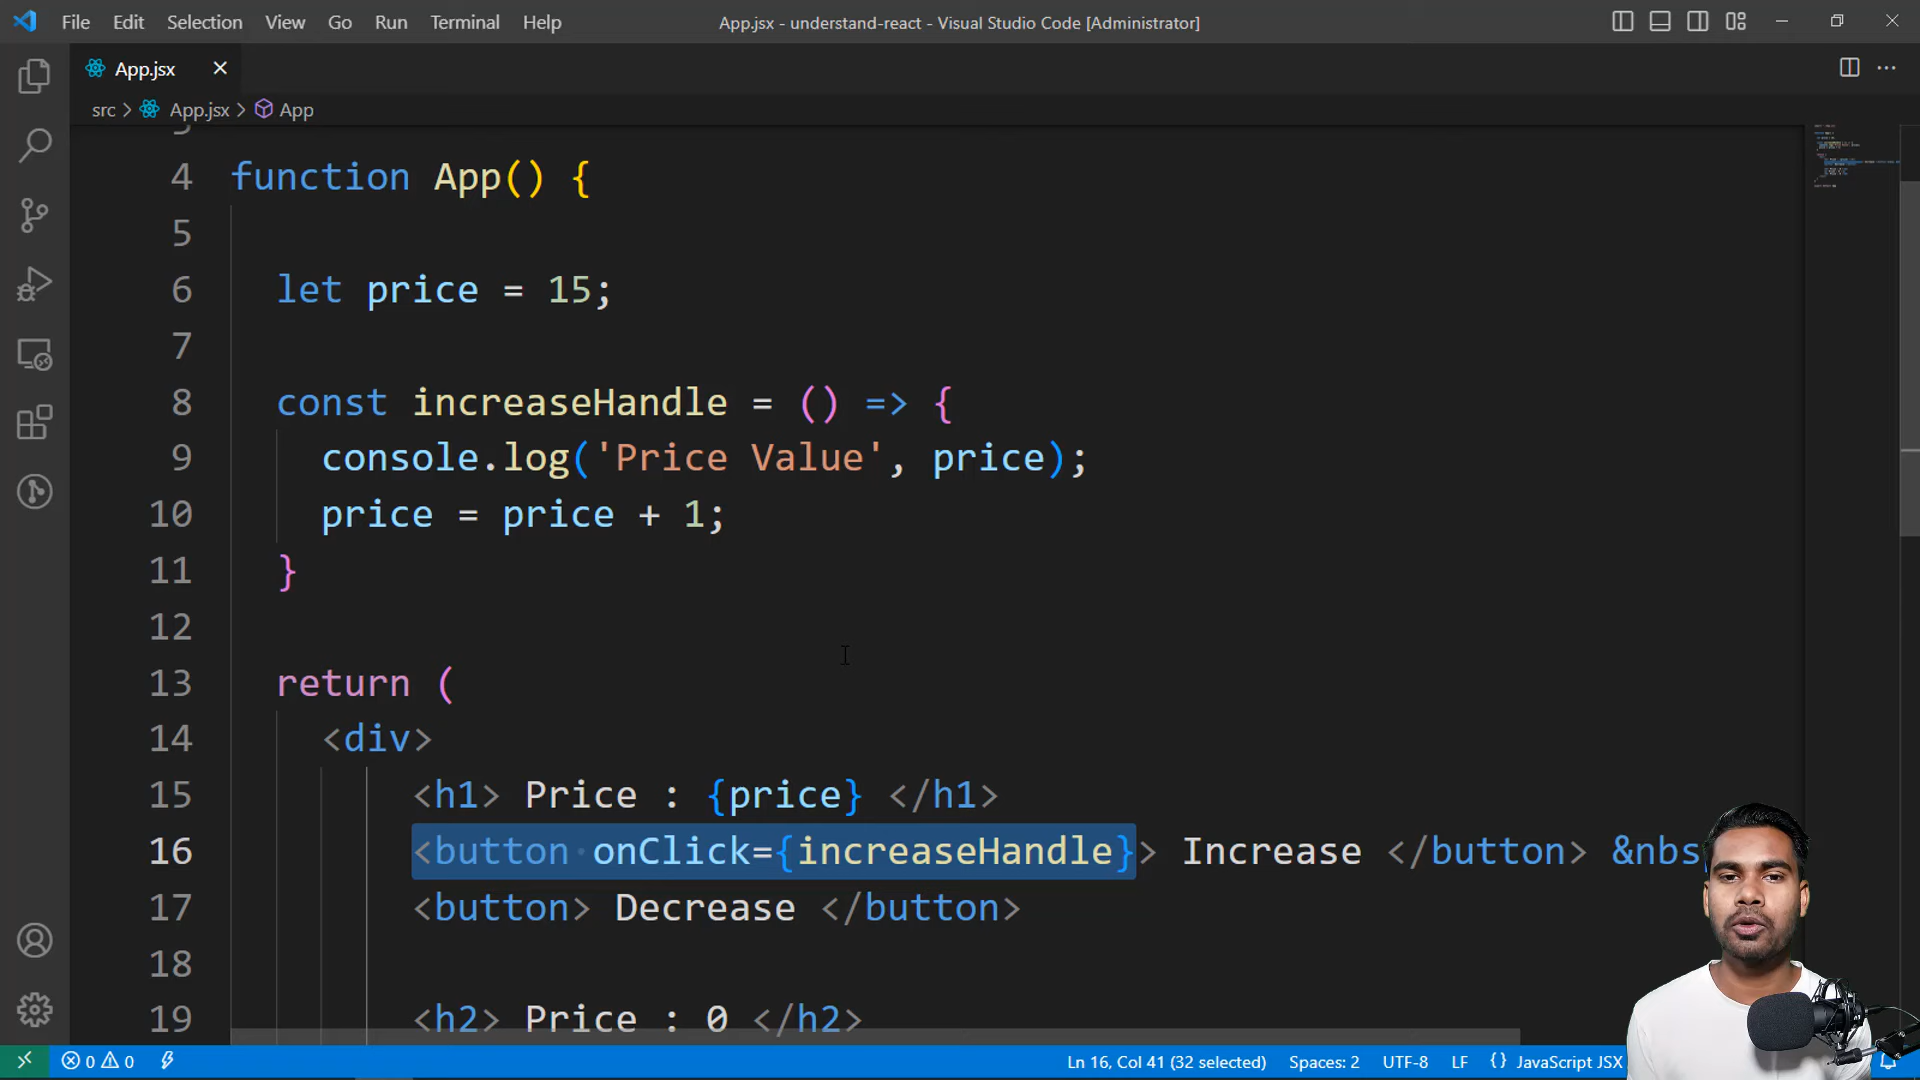 File Edit Selection View Go Run Terminal Help App.jsx - understand-react - Visual Studio Code [Administrator]
App.jsx
src > App.jsx > App
4 function App() {
5
6 let price = 15;
7
8 const increaseHandle = () => {
9 console.log('Price Value', price);
10 price = price + 1;
11 }
12
13 return (
14 <div>
15 <h1> Price : {price} </h1>
16 <button onClick={increaseHandle}> Increase </button> &nbs
17 <button> Decrease </button>
18
19 <h2> Price : 0 </h2>
0 0 Ln 16, Col 41 (32 selected) Spaces: 2 UTF-8 LF {} JavaScript JSX